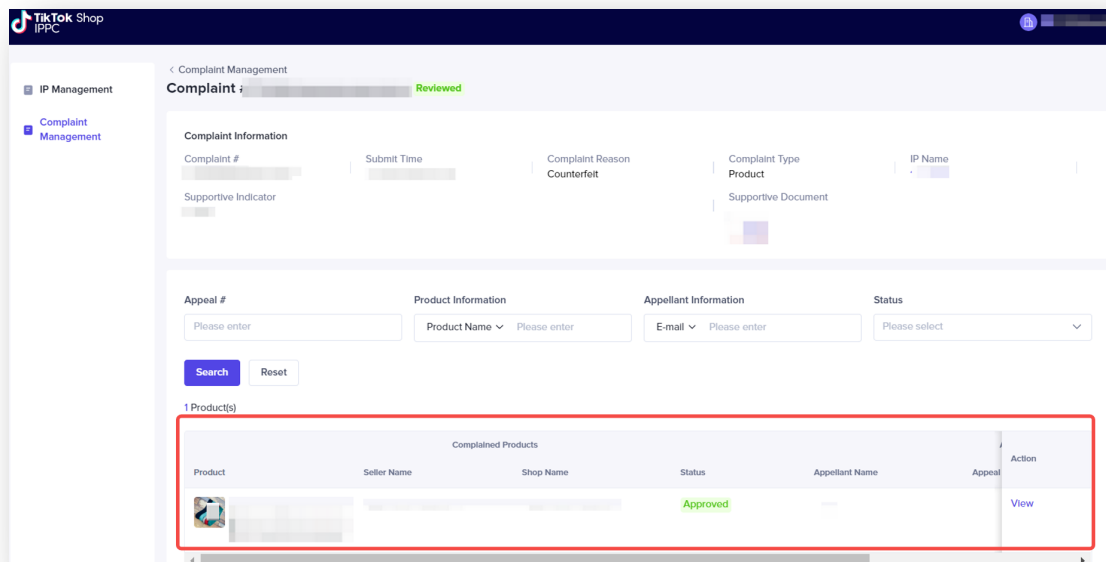 TikTok Shop
IPPC
IP Management
Complaint
Management
< Complaint Management
Complaint
Reviewed
Complaint Information
Complaint #
Submit Time
Complaint Reason
Counterfeit
Complaint Type
Product
IP Name
Supportive Indicator
Supportive Document
Appeal #
Please enter
Product Information
Product Name
Please enter
Appellant Information
E-mail
Please enter
Status
Please select
Search
Reset
1 Product(s)
Complained Products
Product
Seller Name
Shop Name
Status
Appellant Name
Appeal
Action
Approved
View